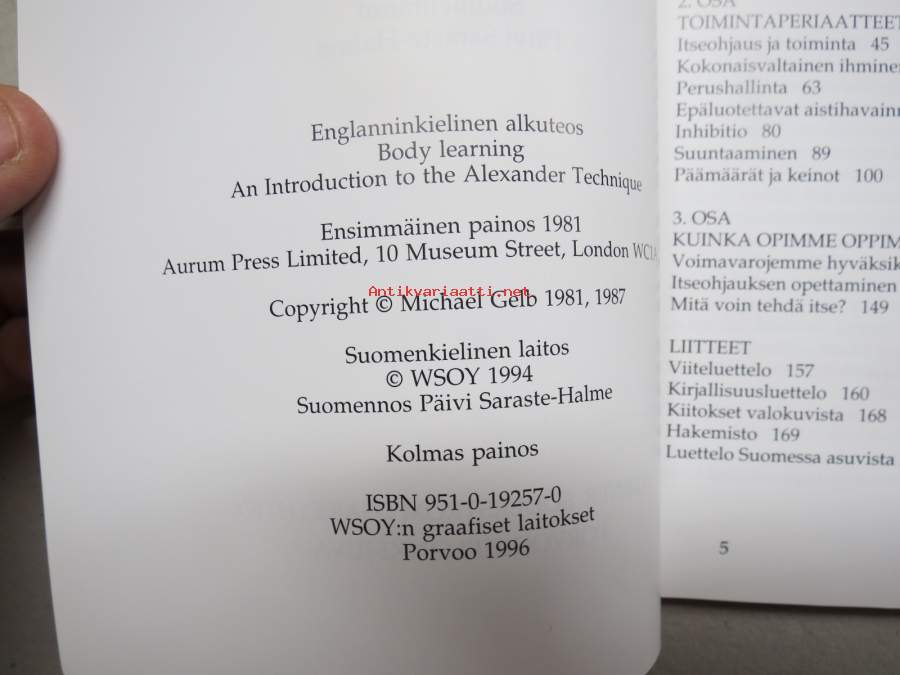 Englanninkielinen alkuteos
Body learning
An Introduction to the Alexander Technique
Ensimmäinen painos 1981
Aurum Press Limited, 10 Museum Street, London
Antikvariaatti.net
Copyright © Michael Gelb 1981, 1987
Suomenkielinen laitos
© WSOY 1994
Suomennos Päivi Saraste-Halme
Kolmas painos
ISBN 951-0-19257-0
WSOY:n graafiset laitokset
Porvoo 1996
2. OSA
TOIMINTAPERIAATTEET
Itseohjaus ja toiminta 45
Kokonaisvaltainen
Perushallinta 63
Epäluotettavat
Inhibitio 80
Suuntaaminen 89
Päämäärät ja keinot 100
3. OSA
KUINKA OPIMME
Voimavarojemme
Itseohjauksen opettaminen
Mitä voin tehdä itse? 149
LIITTEET
Viiteluettelo 157
Kirjallisuusluettelo 160
Kiitokset valokuvista 168
Hakemisto 169
Luettelo Suomessa asuvista
5